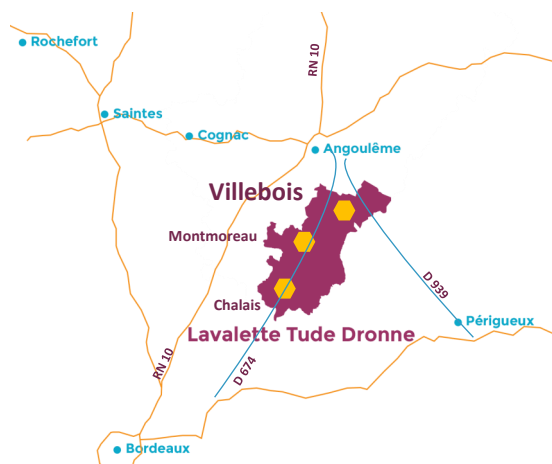 Rochefort
RN 10
Saintes
Cognac
Angoulême
Villebois
Montmoreau
D 939
Chalais
Périgueux
Lavalette Tude Dronne
RN 10
D 674
Bordeaux